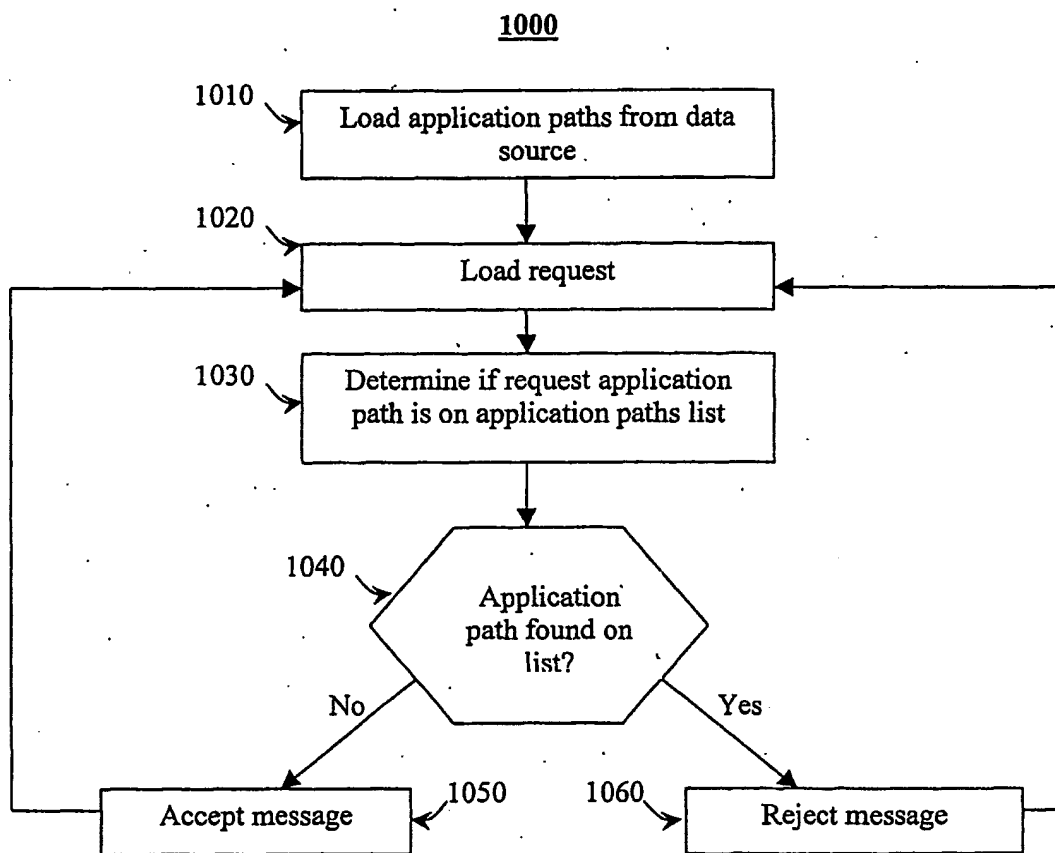 1000
1010
Load application paths from data
source
1020
Load request
1030
Determine if request application
path is on application paths list
1040
Application
path found on
list?
No
Yes
Accept message
1050
1060
Reject message